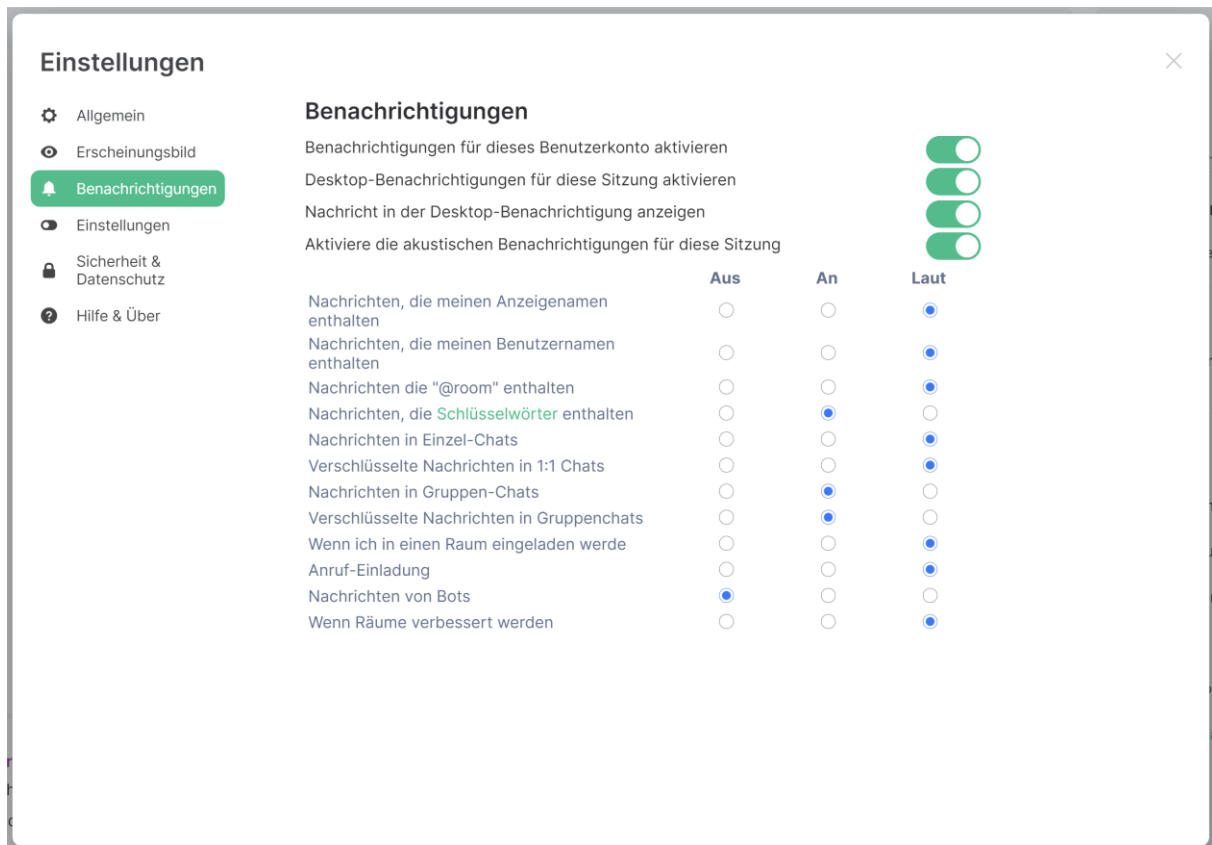 Einstellungen
Allgemein
Erscheinungsbild
Benachrichtigungen
Einstellungen
Sicherheit &
Datenschutz
Hilfe & Über
Benachrichtigungen
Benachrichtigungen für dieses Benutzerkonto aktivieren
Desktop-Benachrichtigungen für diese Sitzung aktivieren
Nachricht in der Desktop-Benachrichtigung anzeigen
Aktiviere die akustischen Benachrichtigungen für diese Sitzung
Aus An Laut
Nachrichten, die meinen Anzeigenamen
enthalten
Nachrichten, die meinen Benutzernamen
enthalten
Nachrichten die "@room" enthalten
Nachrichten, die Schlüsselwörter enthalten
Nachrichten in Einzel-Chats
Verschlüsselte Nachrichten in 1:1 Chats
Nachrichten in Gruppen-Chats
Verschlüsselte Nachrichten in Gruppenchats
Wenn ich in einen Raum eingeladen werde
Anruf-Einladung
Nachrichten von Bots
Wenn Räume verbessert werden